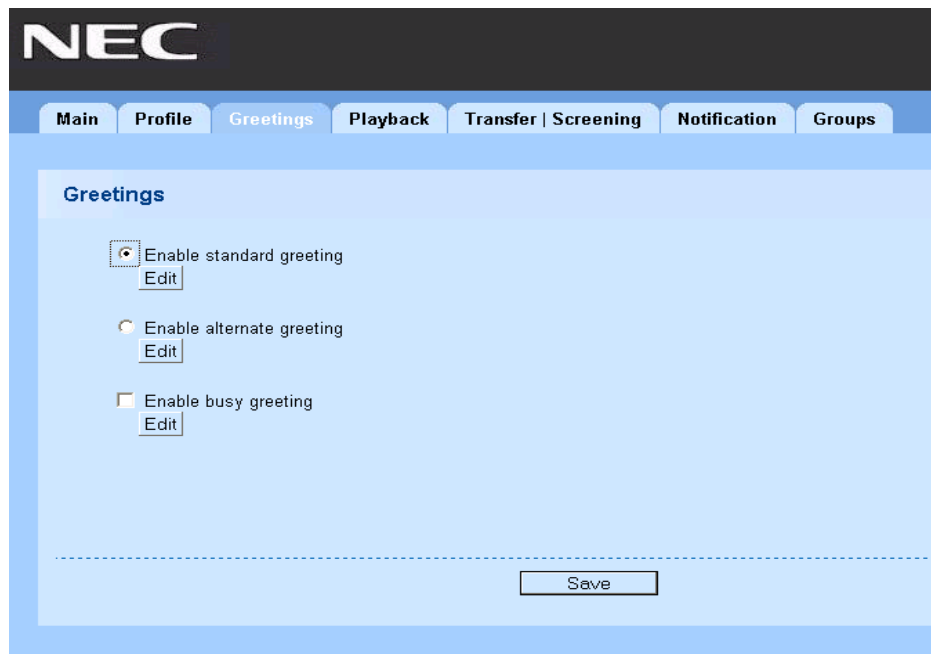 NEC
Main Profile Greetings Playback Transfer | Screening Notification Groups
Greetings
Enable standard greeting
Edit
Enable alternate greeting
Edit
Enable busy greeting
Edit
Save